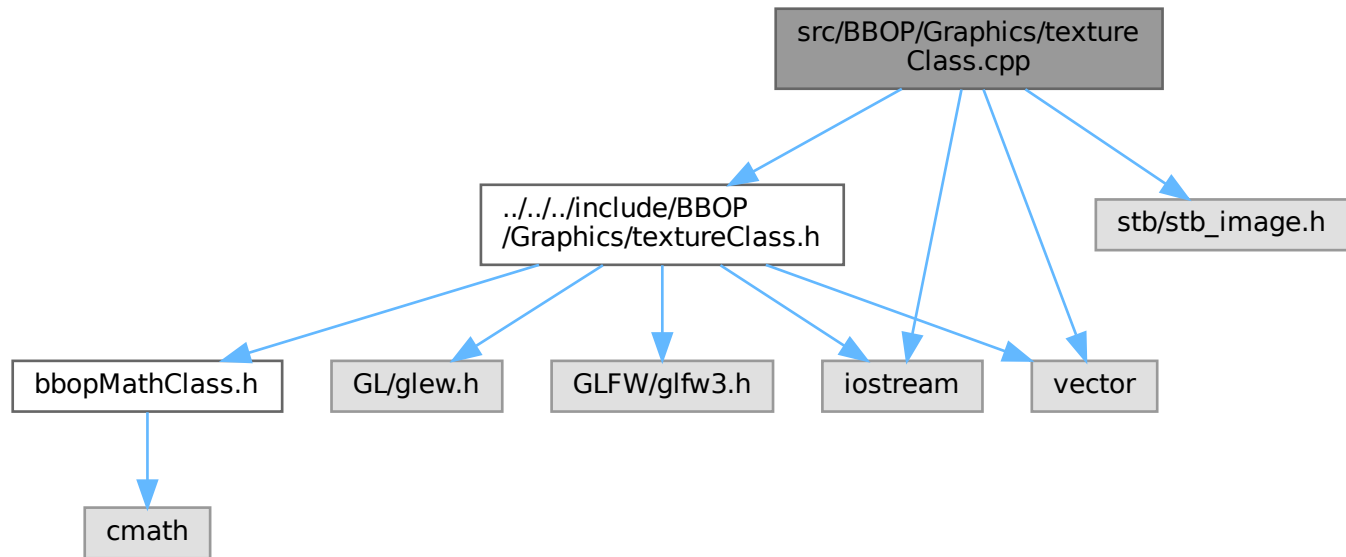 src/BBOP/Graphics/texture
Class.cpp
../../../include/BBOP
/Graphics/textureClass.h
stb/stb_image.h
bbopMathClass.h
GL/glew.h
GLFW/glfw3.h
iostream
vector
cmath